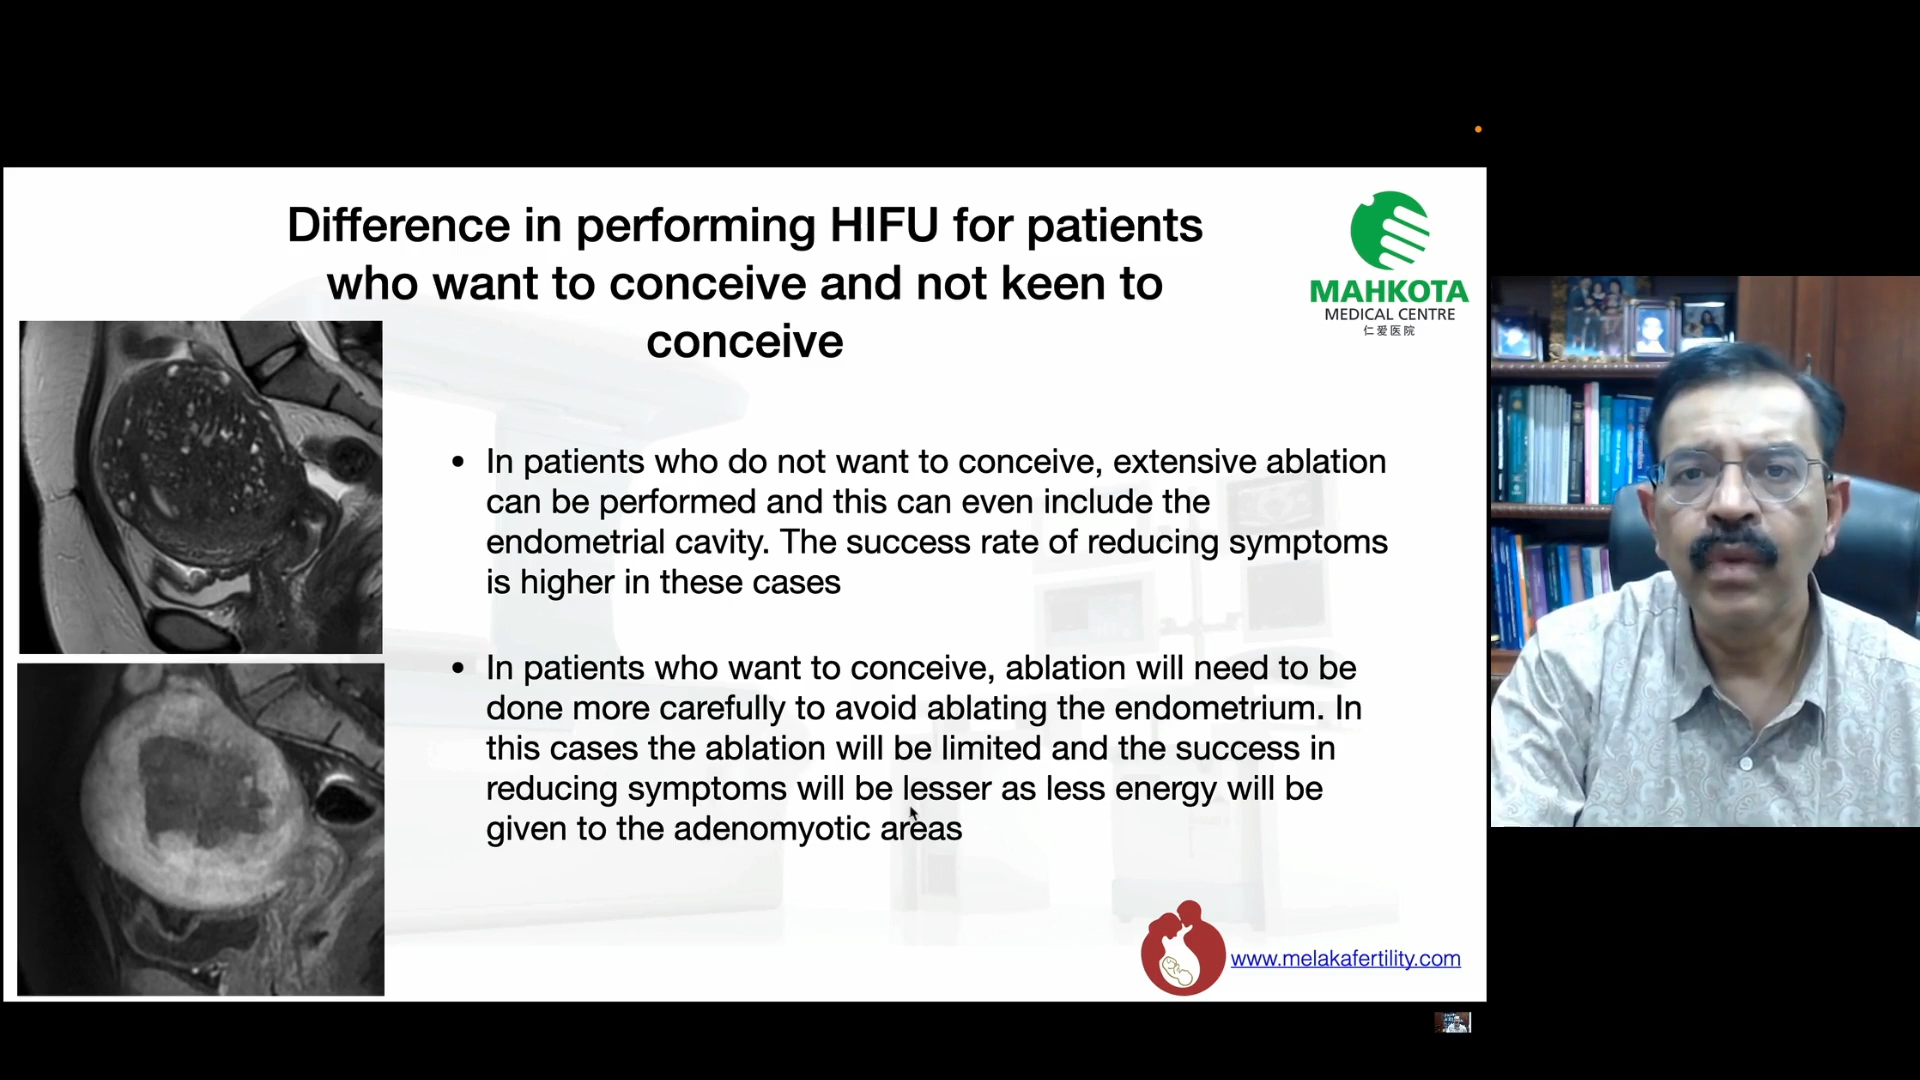 Difference in performing HIFU for patients
who want to conceive and not keen to
conceive
MAHKOTA
MEDICAL CENTRE
仁爱医院
• In patients who do not want to conceive, extensive ablation
can be performed and this can even include the
endometrial cavity. The success rate of reducing symptoms
is higher in these cases
• In patients who want to conceive, ablation will need to be
done more carefully to avoid ablating the endometrium. In
this cases the ablation will be limited and the success in
reducing symptoms will be lesser as less energy will be
given to the adenomyotic areas
www.melakafertility.com